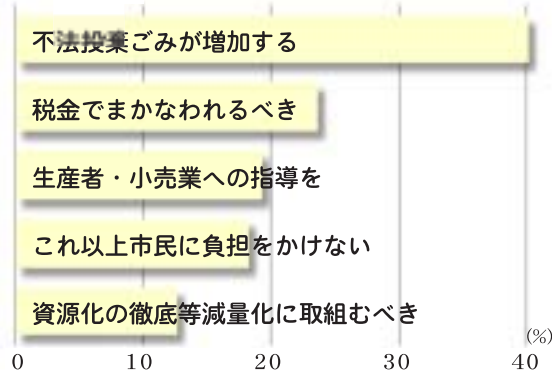 不法投棄ごみが増加する
税金でまかなわれるべき
生産者・小売業への指導を
これ以上市民に負担をかけない
資源化の徹底等減量化に取組むべき
(%)
0 10 20 30 40